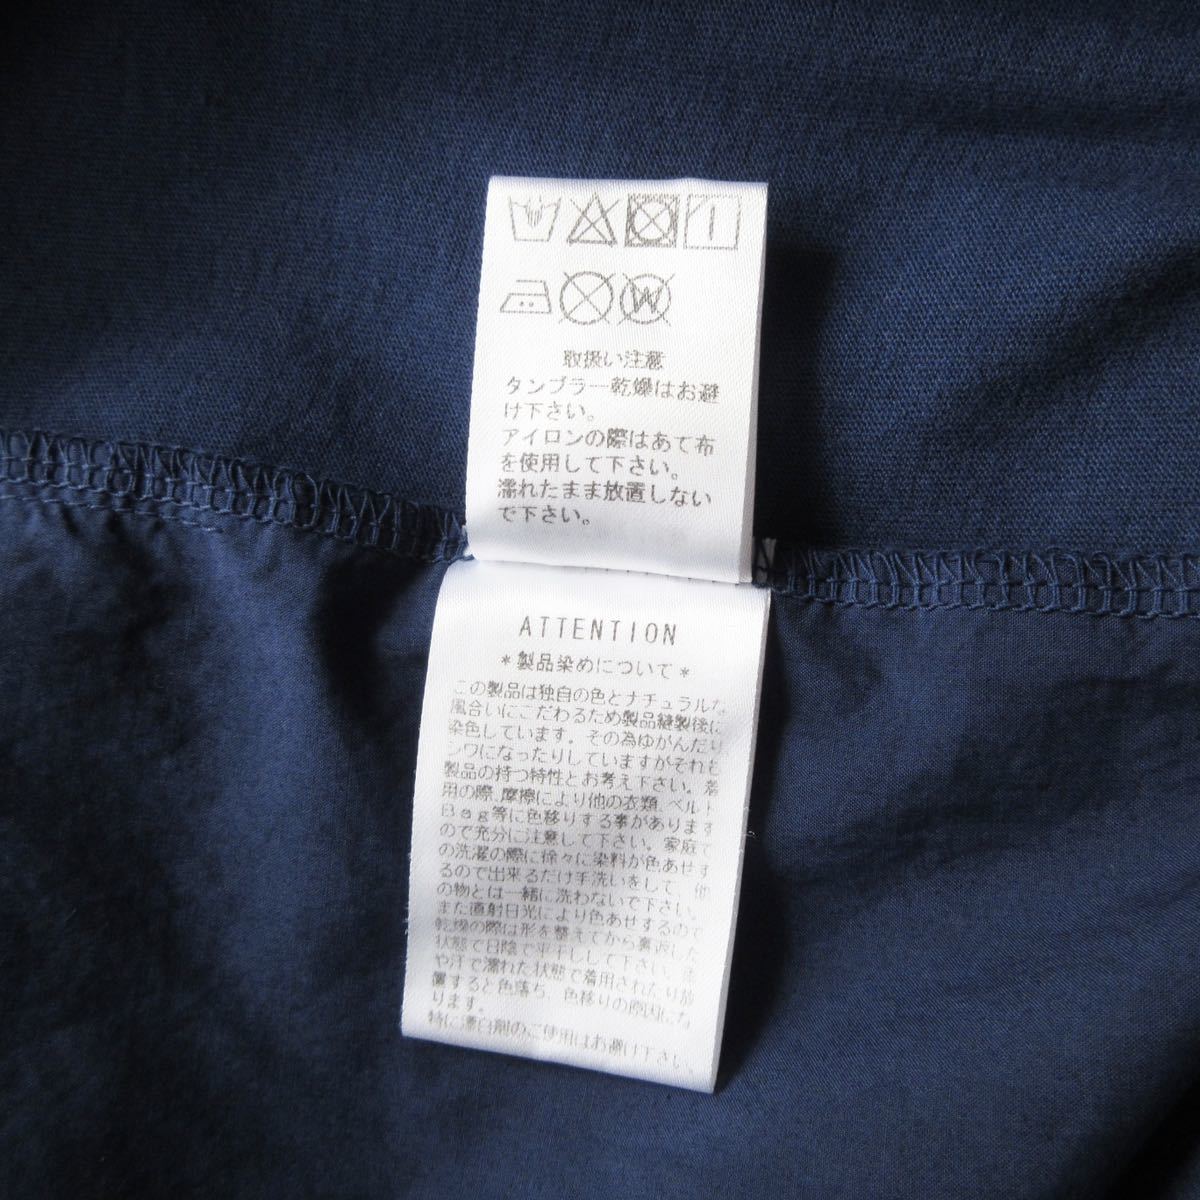 取扱い注意
タンブラー乾燥はお避
け下さい。
アイロンの際はあて布
を使用して下さい。
濡れたまま放置しない
で下さい。
ATTENTION
*製品染めについて*
この製品は独自の色とナチュラルな
風合いにこだわるため製品縫製後に
染色しています。その為ゆがんだり
シワになったりしていますがそれも
製品の持つ特性とお考え下さい。着
用の際、摩擦により他の衣類、ベルト
Bag等に色移りする事があります
ので充分に注意して下さい。家庭で
の洗濯の際に徐々に染料が色あせす
るので出来るだけ手洗いをして、他
の物とは一緒に洗わないで下さい。
また直射日光により色あせするので
乾燥の際は形を整えてから裏返した
状態で日陰で平干しして下さい。
や汗で濡れた状態で着用されたり放
置すると色落ち、色移りの原因にな
ります。
特に漂白剤のご使用はお避け下さい。